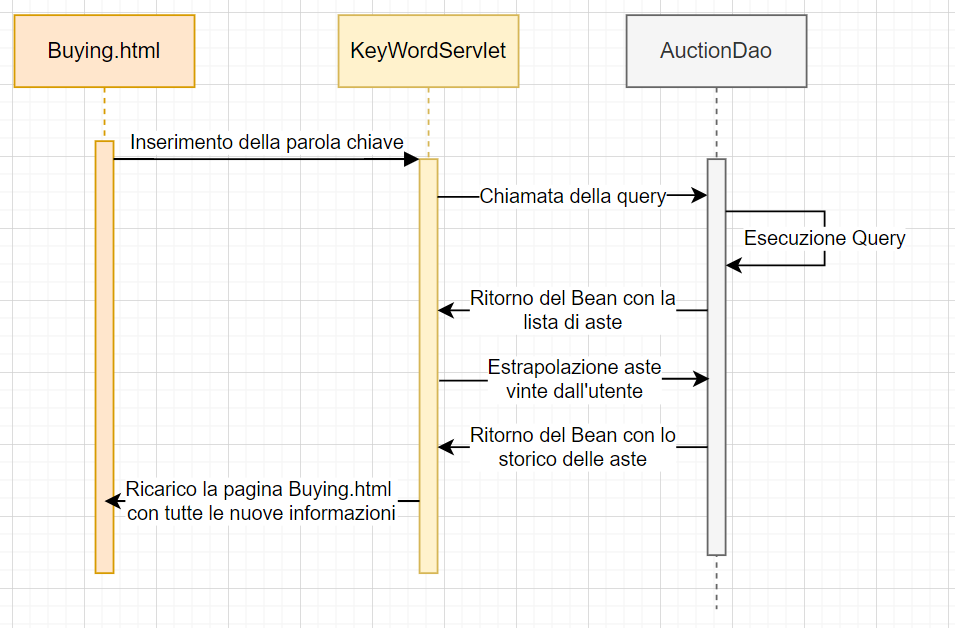 Buying.html
KeyWordServlet
AuctionDao
Inserimento della parola chiave
Chiamata della query
Esecuzione Query
Ritorno del Bean con la
lista di aste
Estrapolazione aste
vinte dall'utente
Ritorno del Bean con lo
storico delle aste
Ricarico la pagina Buying.html
con tutte le nuove informazioni